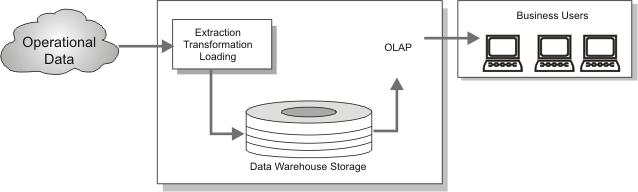 Operational
Data
Extraction
Transformation
Loading
OLAP
Data Warehouse Storage
Business Users